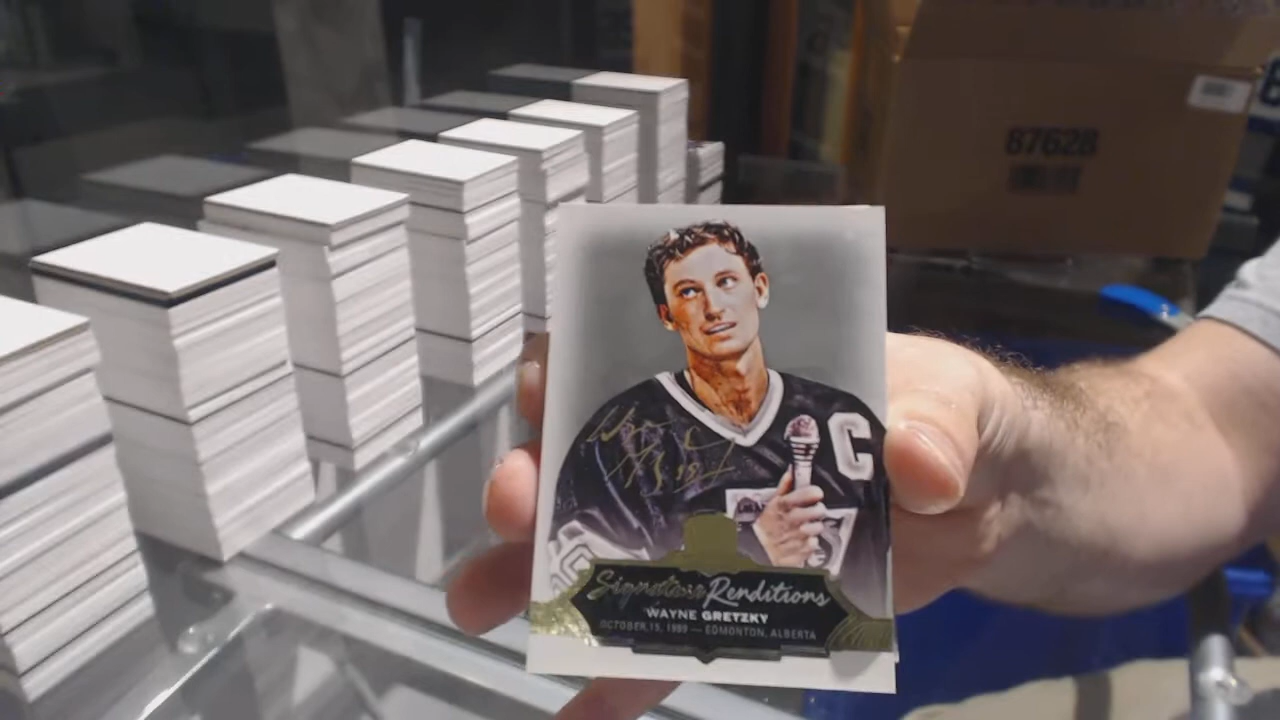 87628
C
Signature Renditions
WAYNE GRETZKY
OCTOBER 15, 1989 — EDMONTON, ALBERTA